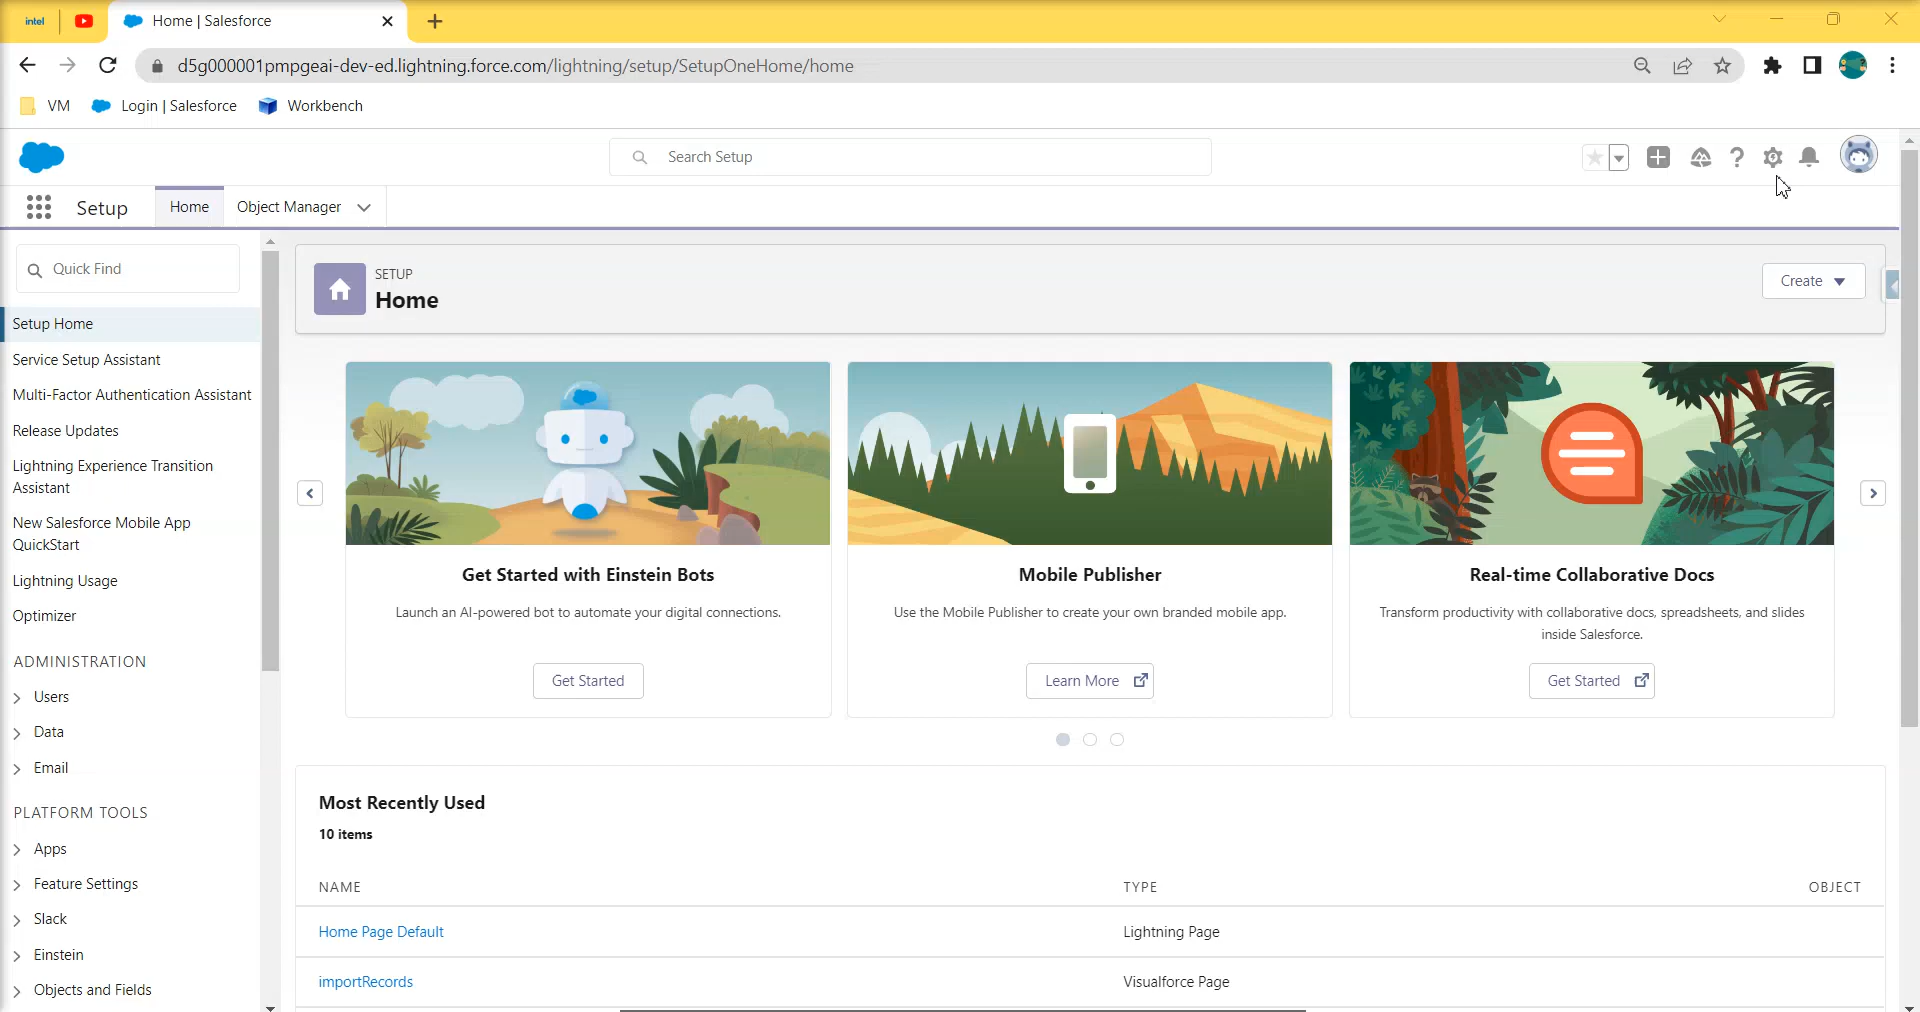 intel
Home | Salesforce
d5g000001pmpgeai-dev-ed.lightning.force.com/lightning/setup/SetupOneHome/home
VM
Login | Salesforce
Workbench
Search Setup
Setup
Home
Object Manager
Quick Find
Setup Home
Service Setup Assistant
Multi-Factor Authentication Assistant
Release Updates
Lightning Experience Transition
Assistant
New Salesforce Mobile App
QuickStart
Lightning Usage
Optimizer
ADMINISTRATION
Users
Data
Email
PLATFORM TOOLS
Apps
Feature Settings
Slack
Einstein
Objects and Fields
SETUP
Home
Create
Get Started with Einstein Bots
Launch an AI-powered bot to automate your digital connections.
Get Started
Mobile Publisher
Use the Mobile Publisher to create your own branded mobile app.
Learn More
Real-time Collaborative Docs
Transform productivity with collaborative docs, spreadsheets, and slides
inside Salesforce.
Get Started
Most Recently Used
10 items
NAME
TYPE
OBJECT
Home Page Default
Lightning Page
importRecords
Visualforce Page